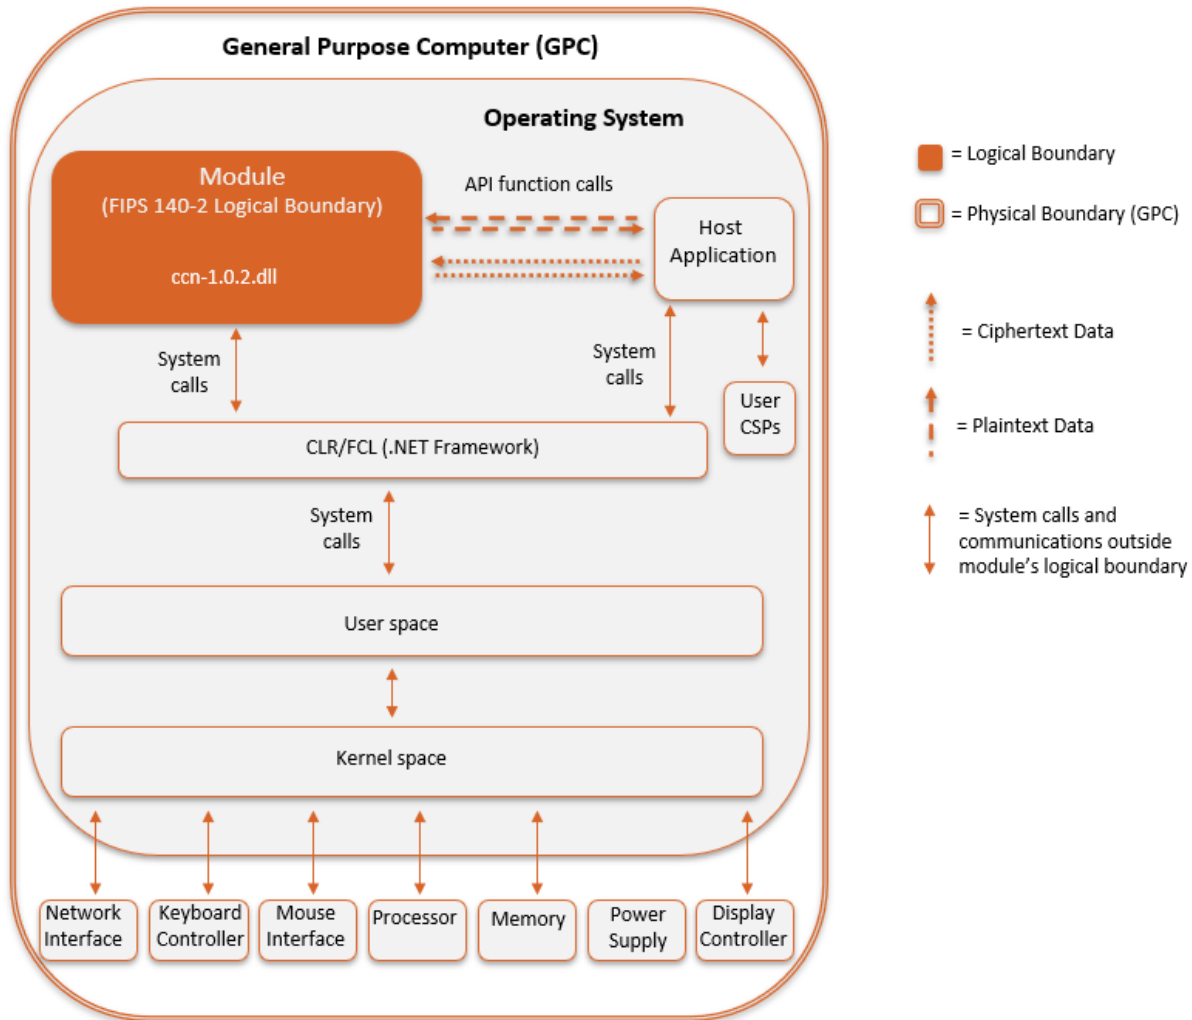 General Purpose Computer (GPC)
Operating System
Module
(FIPS 140-2 Logical Boundary)
ccn-1.0.2.dll
API function calls
Host
Application
System
calls
System
calls
User
CSPs
CLR/FCL (.NET Framework)
System
calls
User space
Kernel space
Network
Interface
Keyboard
Controller
Mouse
Interface
Processor
Memory
Power
Supply
Display
Controller
= Logical Boundary
= Physical Boundary (GPC)
= Ciphertext Data
= Plaintext Data
= System calls and
communications outside
module’s logical boundary